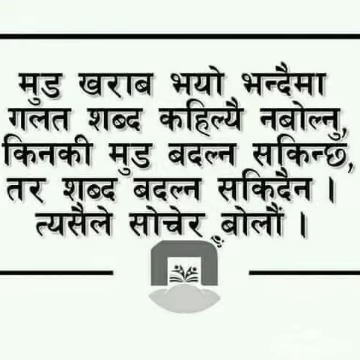 मुड खराब भयो भन्दैमा
गलत शब्द कहिल्यै नबोल्नु,
किनकी मुड बदल्न सकिन्छ,
तर शब्द बदल्न सकिदैन ।
त्यसैले सोचेर बोलौं ।